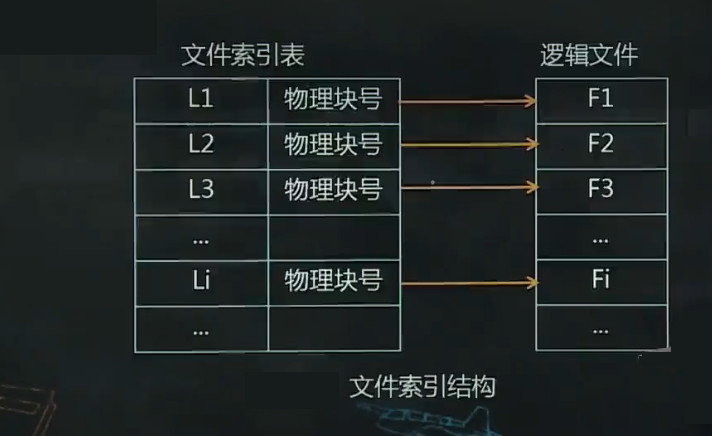 文件索引表 逻辑文件
L1 物理块号 F1
L2 物理块号 F2
L3 物理块号 F3
... ...
Li 物理块号 Fi
... ...
文件索引结构